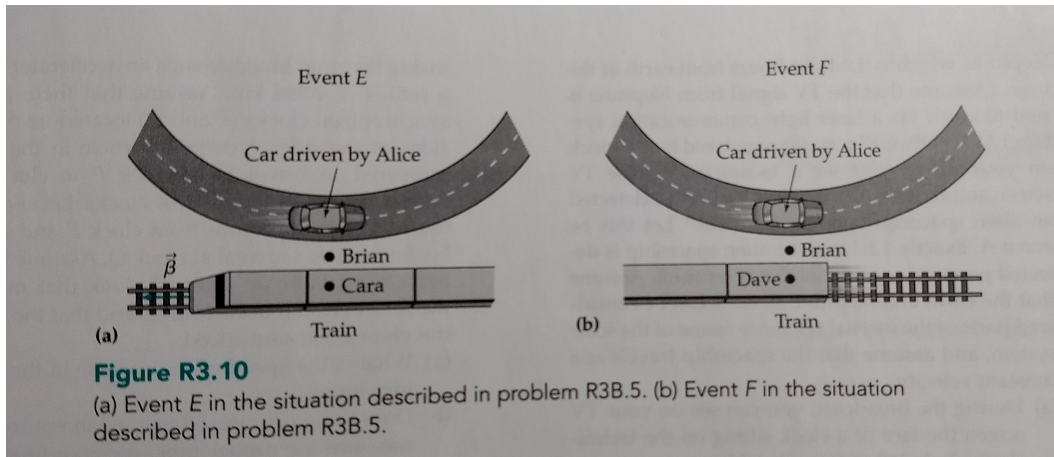 Event E
Car driven by Alice
Brian
β⃗
Cara
Train
(a)
Event F
Car driven by Alice
Brian
Dave
Train
(b)
Figure R3.10
(a) Event E in the situation described in problem R3B.5. (b) Event F in the situation
described in problem R3B.5.